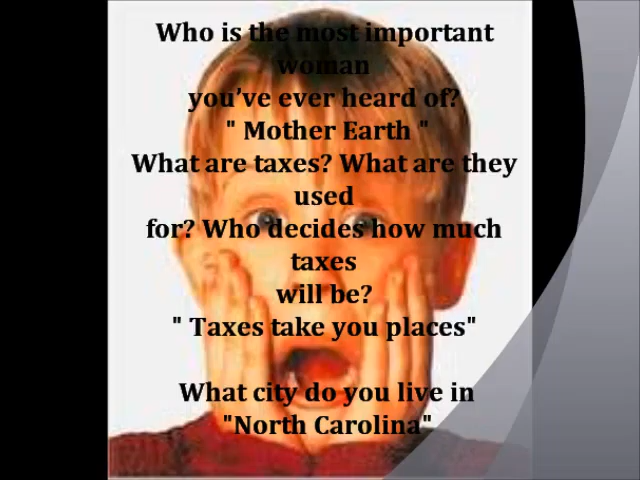 Who is the most important
woman
you've ever heard of?
" Mother Earth "
What are taxes? What are they
used
for? Who decides how much
taxes
will be?
" Taxes take you places"
What city do you live in
"North Carolina"